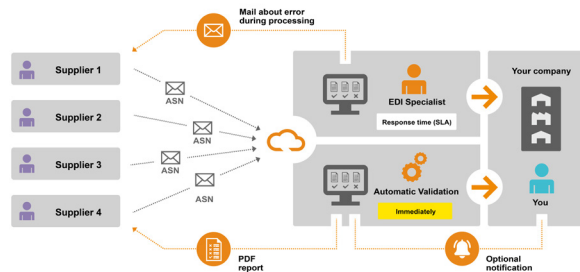 Mail about error
during processing
Supplier 1
ASN
Supplier 2
ASN
Supplier 3
ASN
Supplier 4
ASN
EDI Specialist
Response time (SLA)
Automatic Validation
Immediately
Your company
You
PDF
report
Optional
notification